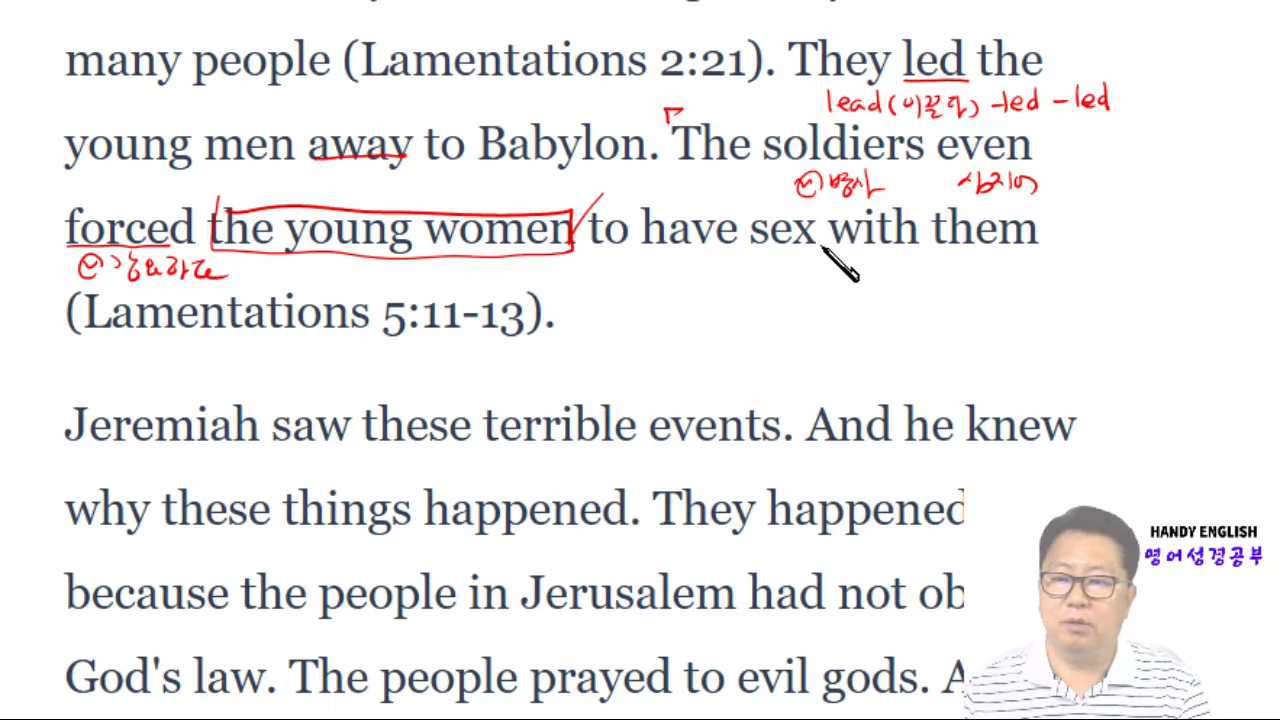 many people (Lamentations 2:21). They led the
lead (이끌다) -led -led
young men away to Babylon. The soldiers even
병사 심지어
forced the young women to have sex with them
강요하다
(Lamentations 5:11-13).
Jeremiah saw these terrible events. And he knew
why these things happened. They happened
HANDY ENGLISH
영어성경공부
because the people in Jerusalem had not ob
God's law. The people prayed to evil gods. A